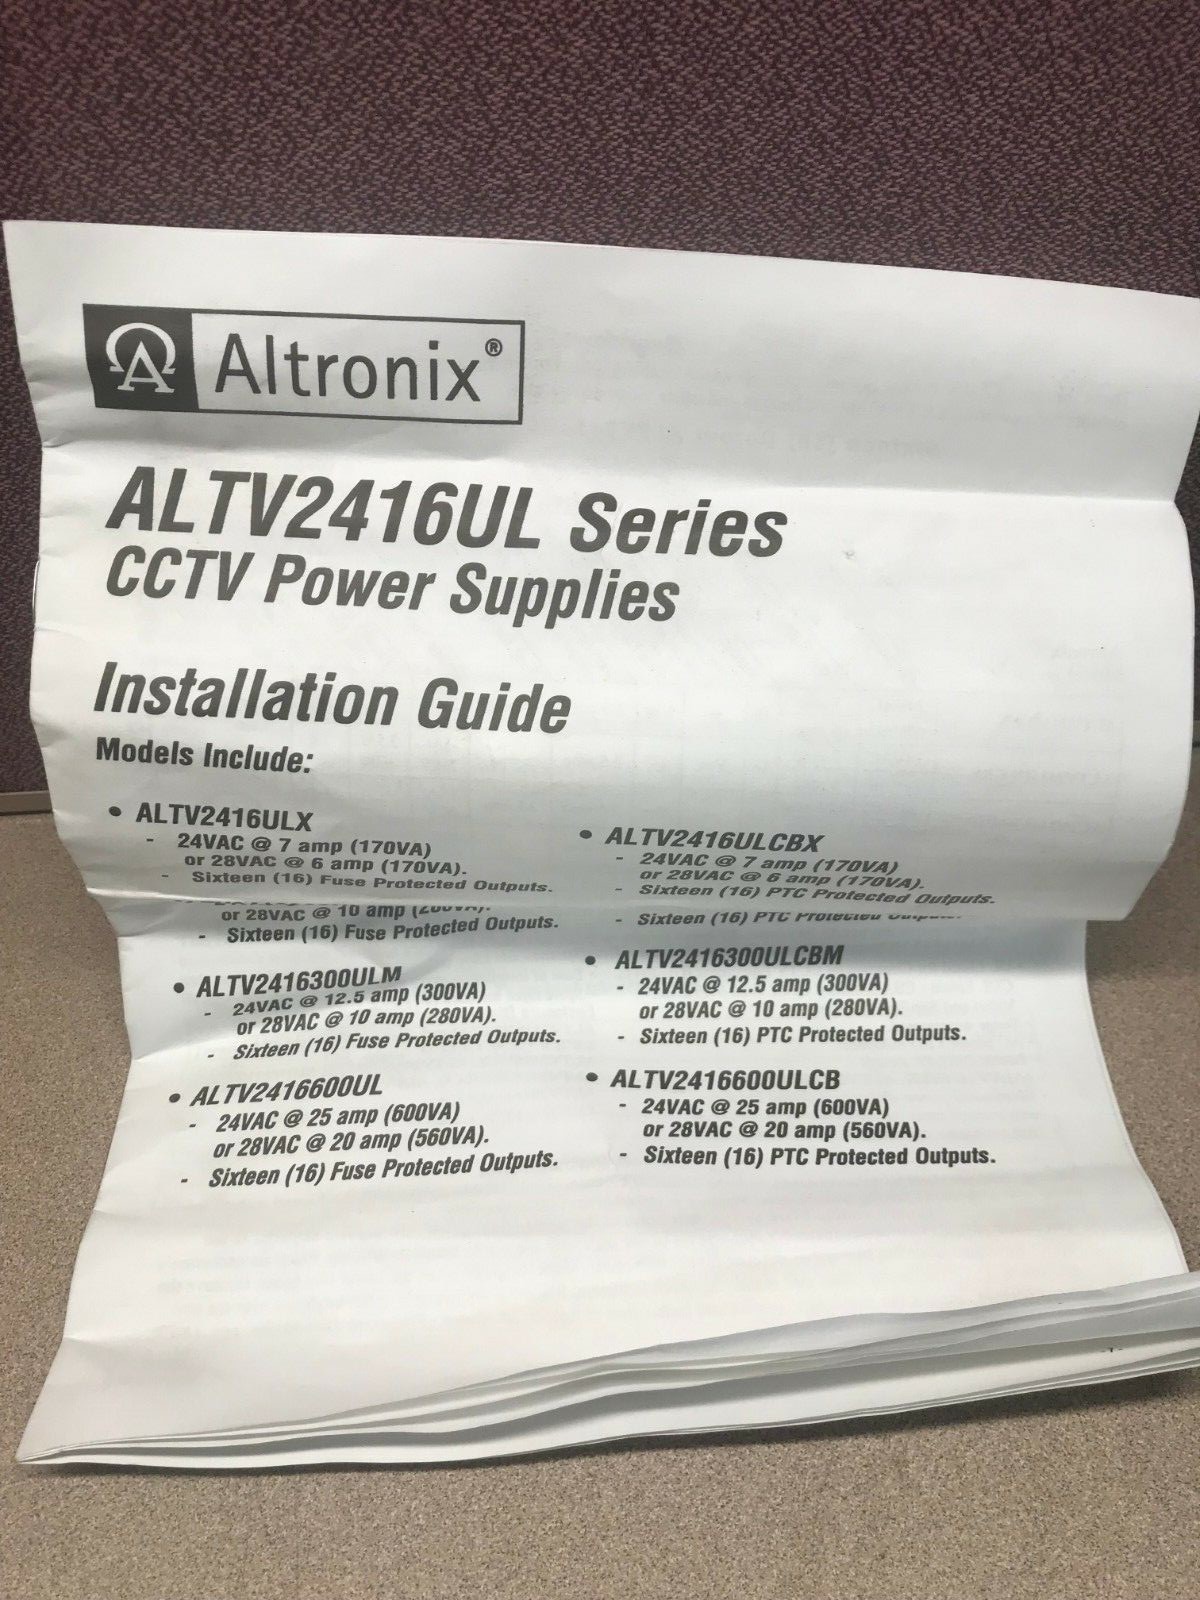 Altronix®
ALTV2416UL Series
CCTV Power Supplies
Installation Guide
Models Include:
• ALTV2416ULX
- 24VAC @ 7 amp (170VA)
or 28VAC @ 6 amp (170VA).
- Sixteen (16) Fuse Protected Outputs.
or 28VAC @ 10 amp
- Sixteen (16) Fuse Protected Outputs.
• ALTV2416300ULM
- 24VAC @ 12.5 amp (300VA)
or 28VAC @ 10 amp (280VA).
- Sixteen (16) Fuse Protected Outputs.
• ALTV2416600UL
- 24VAC @ 25 amp (600VA)
or 28VAC @ 20 amp (560VA).
- Sixteen (16) Fuse Protected Outputs.
• ALTV2416ULCBX
- 24VAC @ 7 amp (170VA)
or 28VAC @ 6 amp (170VA).
- Sixteen (16) PTC Protected Outputs.
- Sixteen (16) PTC Protected Outputs.
• ALTV2416300ULCBM
- 24VAC @ 12.5 amp (300VA)
or 28VAC @ 10 amp (280VA).
- Sixteen (16) PTC Protected Outputs.
• ALTV2416600ULCB
- 24VAC @ 25 amp (600VA)
or 28VAC @ 20 amp (560VA).
- Sixteen (16) PTC Protected Outputs.